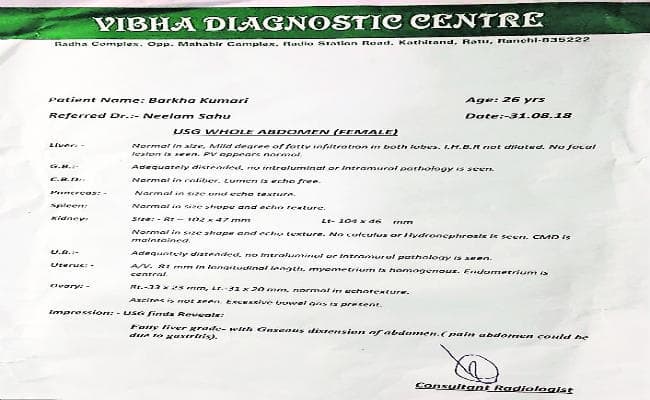 VIBHA DIAGNOSTIC CENTRE
Radha Complex, Opp. Mahabir Complex, Radio Station Road, Kathitand, Ratu, Ranchi-835222
Patient Name: Barkha Kumari Age: 26 yrs
Referred Dr.:- Neelam Sahu Date:-31.08.18
USG WHOLE ABDOMEN (FEMALE)
Liver: - Normal in size, Mild degree of fatty infiltration in both lobes. I.H.B.R not dilated. No focal
lesion is seen. PV appears normal.
G.B.:- Adequately distended, no intraluminal or intramural pathology is seen.
C.B.D:- Normal in caliber. Lumen is echo free.
Pancreas: - Normal in size and echo texture.
Spleen: Normal in size shape and echo texture.
Kidney: Size: - Rt – 102 x 47 mm Lt- 104 x 46 mm
Normal in size shape and echo texture. No calculus or Hydronephrosis is seen. CMD is
maintained.
U.B.:- Adequately distended, no intraluminal or intramural pathology is seen.
Uterus: - A/V. 81 mm in longitudinal length, myometrium is homogenous. Endometrium is
central.
Ovary: - Rt.-33 x 25 mm, Lt.-31 x 20 mm, normal in echotexture.
Ascites is not seen. Excessive bowel gas is present.
Impression: - USG finds Reveals:
Fatty liver grade- with Gaseous distension of abdomen.( pain abdomen could be
due to gastritis).
Consultant Radiologist